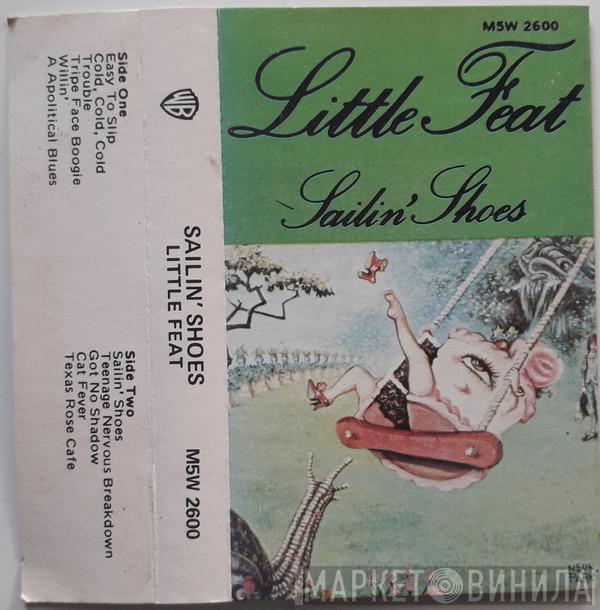 M5W 2600
Little Feat
Sailin' Shoes
WB
SAILIN' SHOES
LITTLE FEAT
M5W 2600
Side One
Easy To Slip
Cold, Cold, Cold
Trouble
Tripe Face Boogie
Willin'
A Apolitical Blues
Side Two
Sailin' Shoes
Teenage Nervous Breakdown
Got No Shadow
Cat Fever
Texas Rose Cafe
МАРКЕТ ВИНИЛА